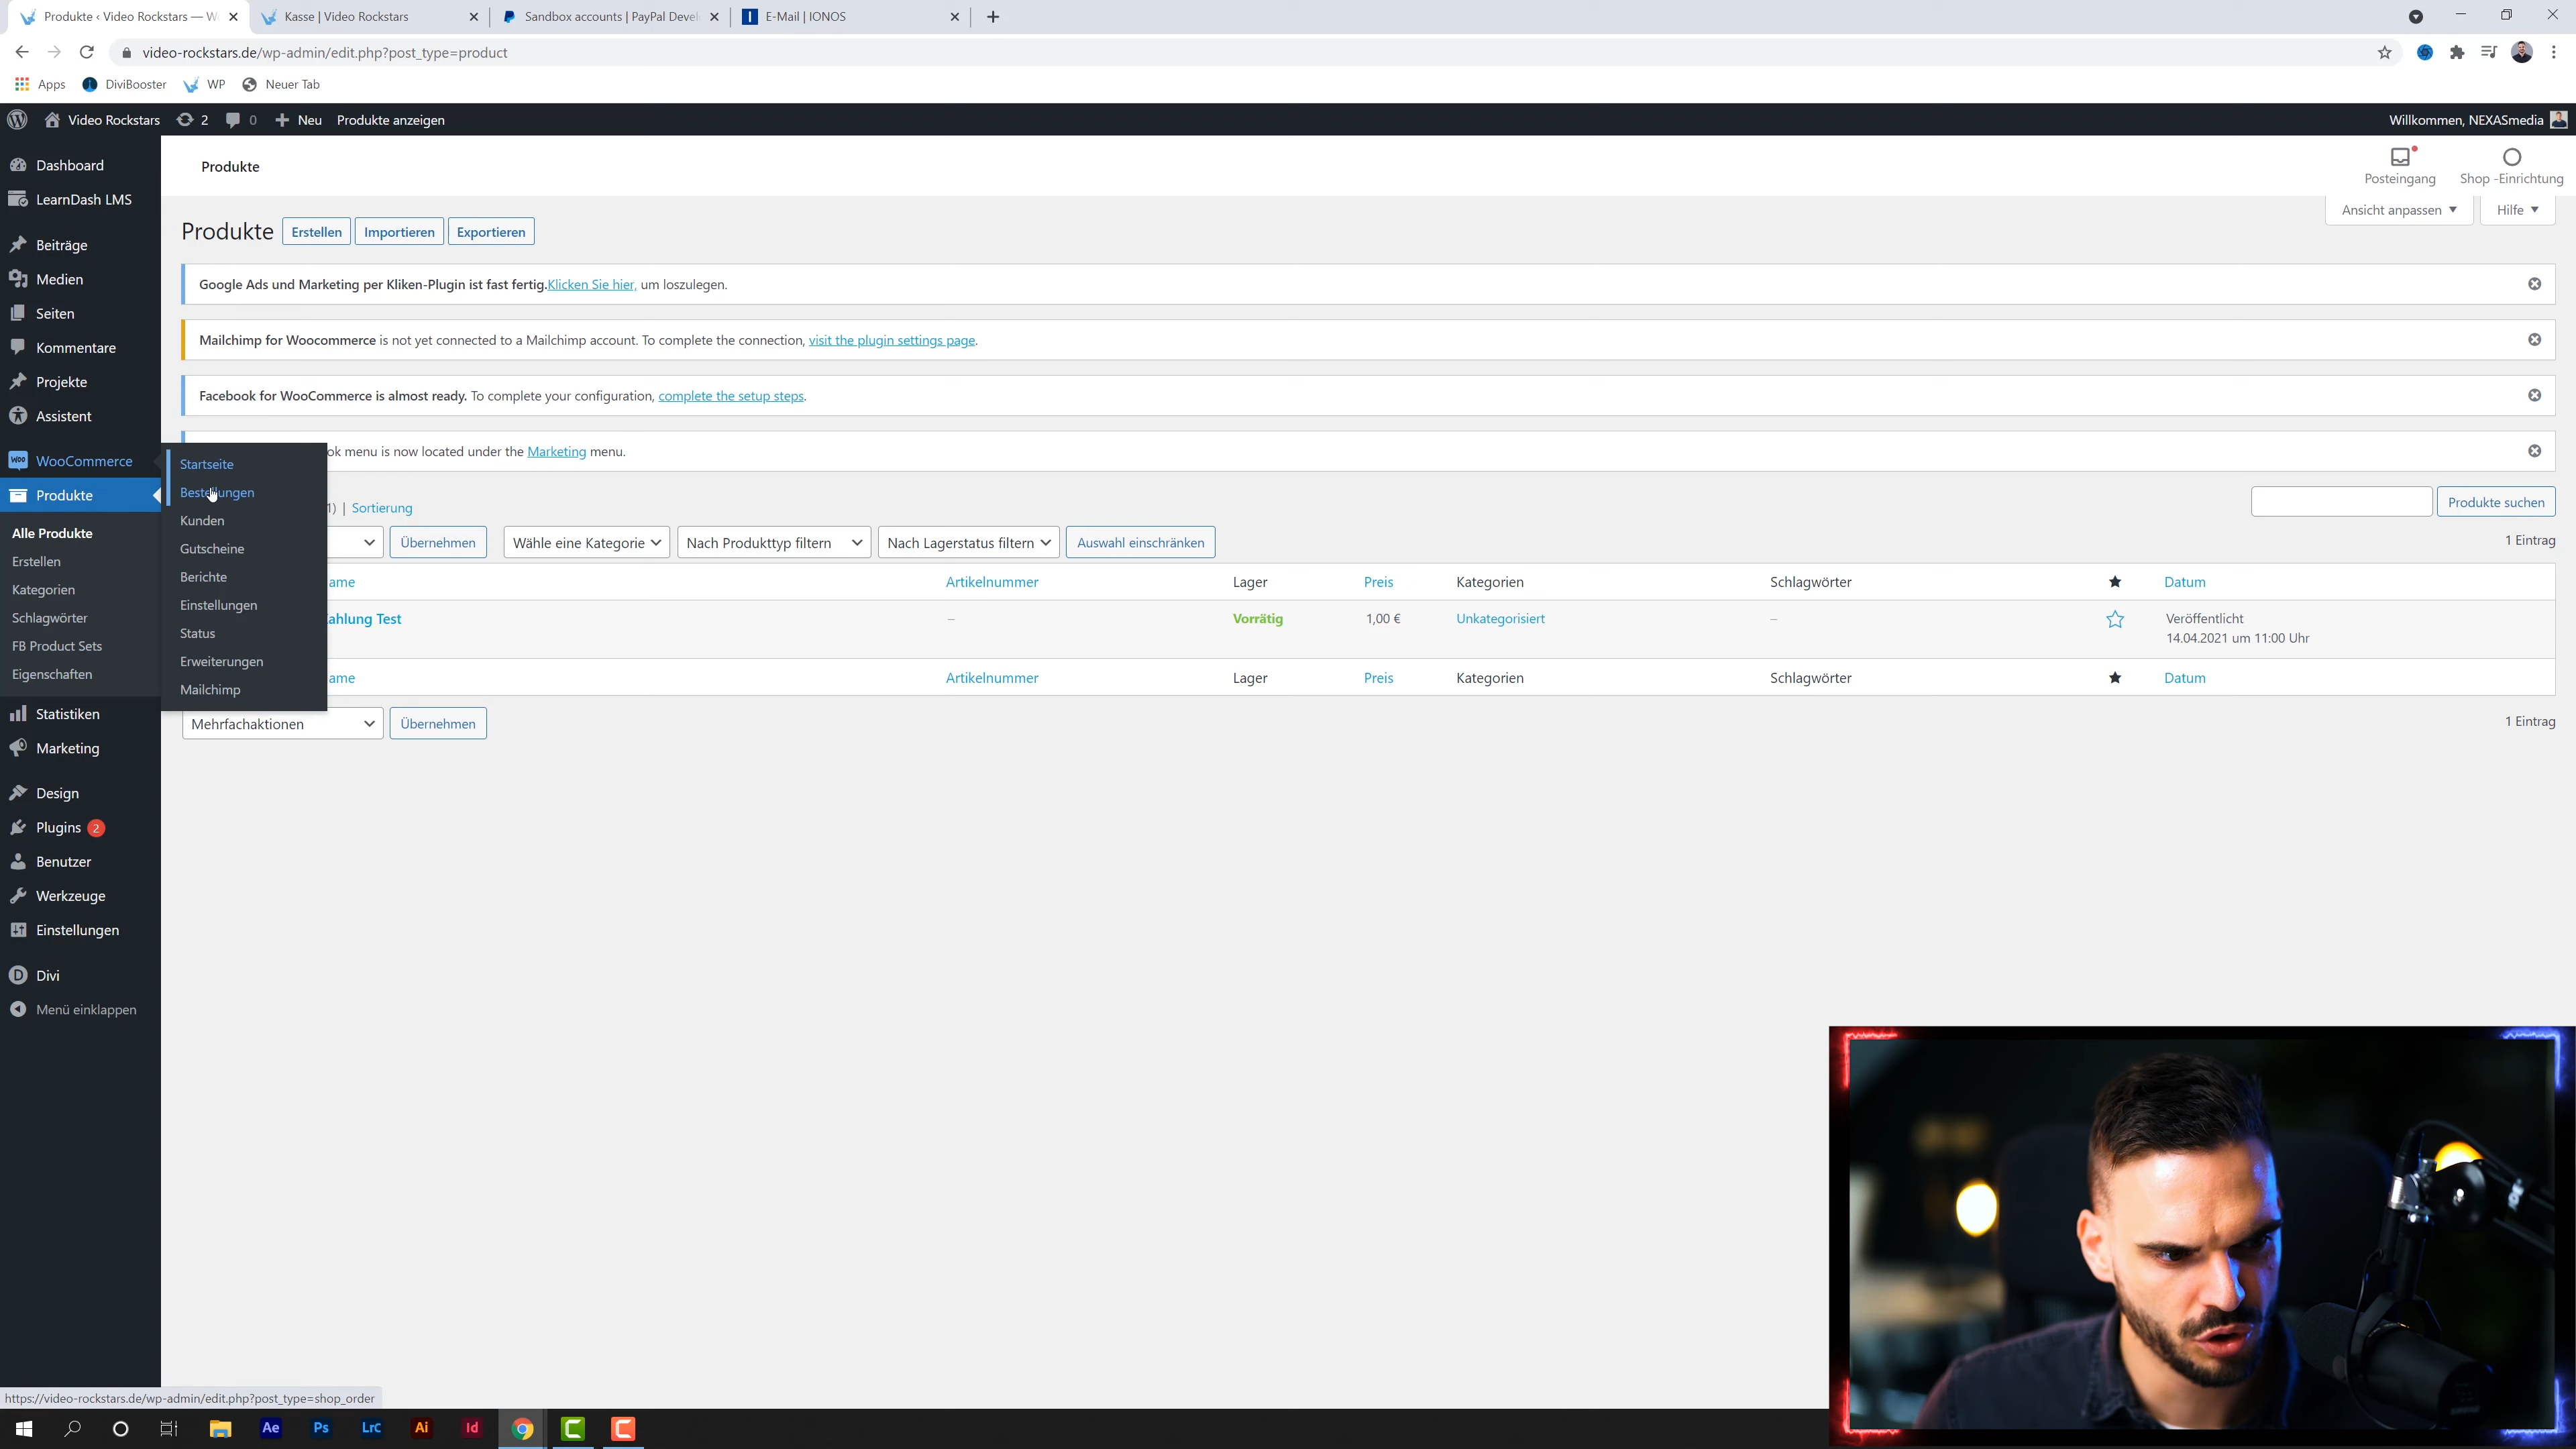 Produkte ‹ Video Rockstars — W
Kasse | Video Rockstars
Sandbox accounts | PayPal Devel
E-Mail | IONOS
video-rockstars.de/wp-admin/edit.php?post_type=product
Apps
DiviBooster
WP
Neuer Tab
Video Rockstars
2
0
Neu
Produkte anzeigen
Willkommen, NEXASmedia
Dashboard
LearnDash LMS
Beiträge
Medien
Seiten
Kommentare
Projekte
Assistent
WooCommerce
Produkte
Alle Produkte
Erstellen
Kategorien
Schlagwörter
FB Product Sets
Eigenschaften
Statistiken
Marketing
Design
Plugins 2
Benutzer
Werkzeuge
Einstellungen
Divi
Menü einklappen
Startseite
Bestellungen
Kunden
Gutscheine
Berichte
Einstellungen
Status
Erweiterungen
Mailchimp
Produkte
Posteingang
Shop -Einrichtung
Ansicht anpassen
Hilfe
Produkte
Erstellen
Importieren
Exportieren
Google Ads und Marketing per Kliken-Plugin ist fast fertig.Klicken Sie hier, um loszulegen.
Mailchimp for Woocommerce is not yet connected to a Mailchimp account. To complete the connection, visit the plugin settings page.
Facebook for WooCommerce is almost ready. To complete your configuration, complete the setup steps.
ok menu is now located under the Marketing menu.
1) | Sortierung
Produkte suchen
Übernehmen
Wähle eine Kategorie
Nach Produkttyp filtern
Nach Lagerstatus filtern
Auswahl einschränken
1 Eintrag
ame
Artikelnummer
Lager
Preis
Kategorien
Schlagwörter
★
Datum
ahlung Test
–
Vorrätig
1,00 €
Unkategorisiert
–
Veröffentlicht
14.04.2021 um 11:00 Uhr
ame
Artikelnummer
Lager
Preis
Kategorien
Schlagwörter
★
Datum
Mehrfachaktionen
Übernehmen
1 Eintrag
https://video-rockstars.de/wp-admin/edit.php?post_type=shop_order
Ae
Ps
LrC
Ai
Id